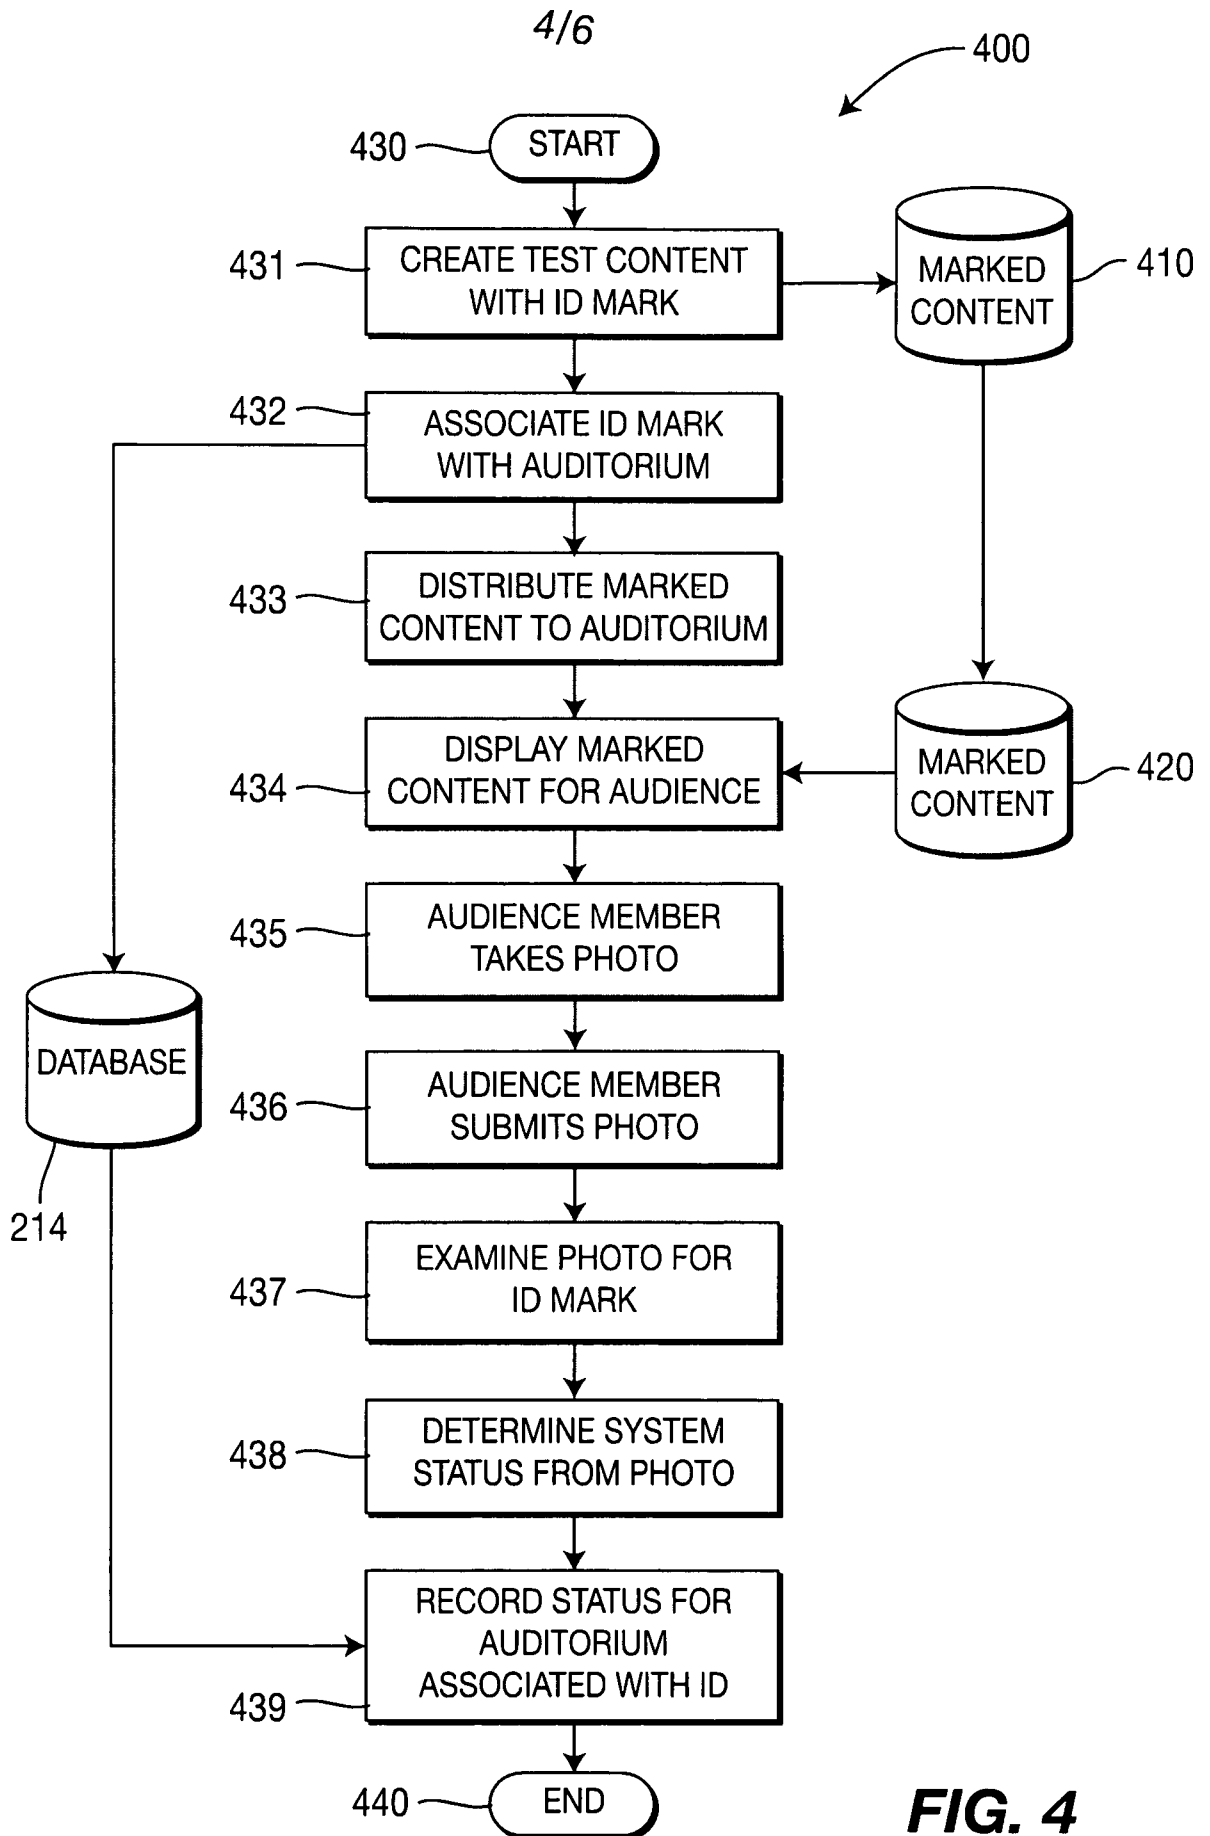 4/6
400
430
START
431
CREATE TEST CONTENT
WITH ID MARK
MARKED
CONTENT
410
432
ASSOCIATE ID MARK
WITH AUDITORIUM
433
DISTRIBUTE MARKED
CONTENT TO AUDITORIUM
434
DISPLAY MARKED
CONTENT FOR AUDIENCE
MARKED
CONTENT
420
435
AUDIENCE MEMBER
TAKES PHOTO
DATABASE
214
436
AUDIENCE MEMBER
SUBMITS PHOTO
437
EXAMINE PHOTO FOR
ID MARK
438
DETERMINE SYSTEM
STATUS FROM PHOTO
439
RECORD STATUS FOR
AUDITORIUM
ASSOCIATED WITH ID
440
END
FIG. 4